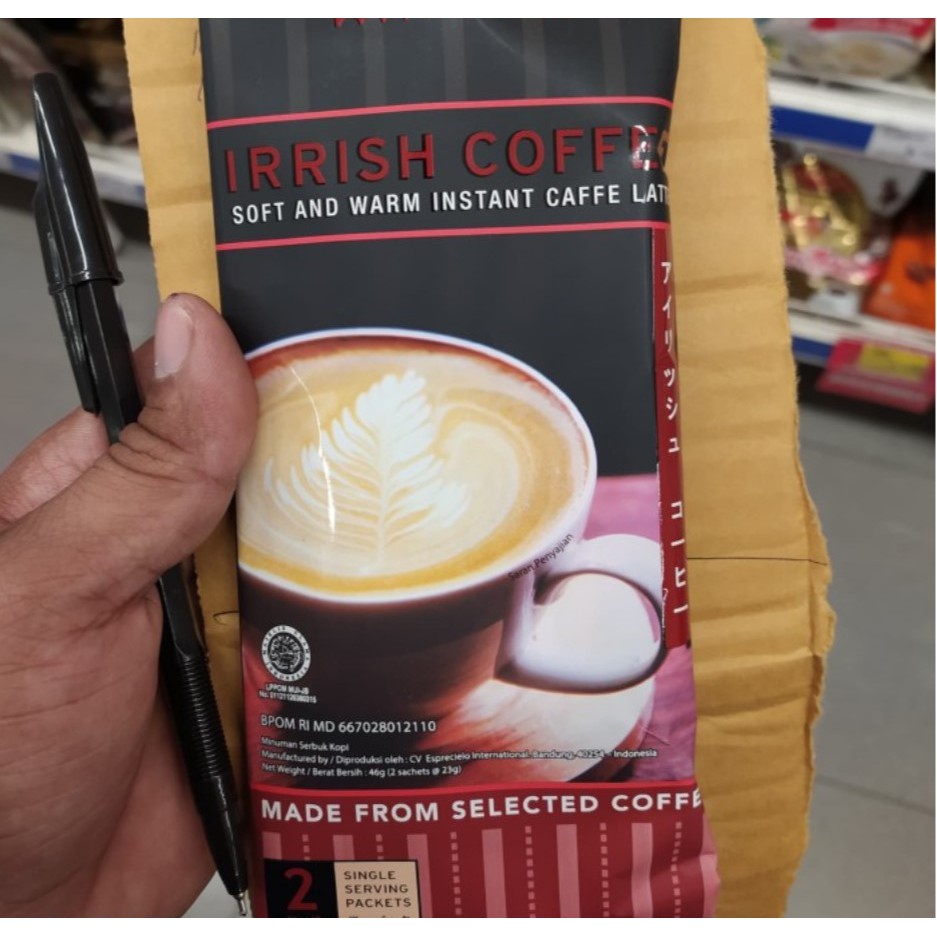 IRRISH COFFE
SOFT AND WARM INSTANT CAFFE LATT
アイリッシュ コーヒー
Saran Penyajian
LPPOM MUI-JB
BPOM RI MD 667028012110
Minuman Serbuk Kopi
Manufactured by / Diproduksi oleh : CV Esprecielo International. Bandung, 40254 - Indonesia
Net Weight / Berat Bersih : 46g (2 sachets @ 23g)
MADE FROM SELECTED COFFE
2
SINGLE
SERVING
PACKETS